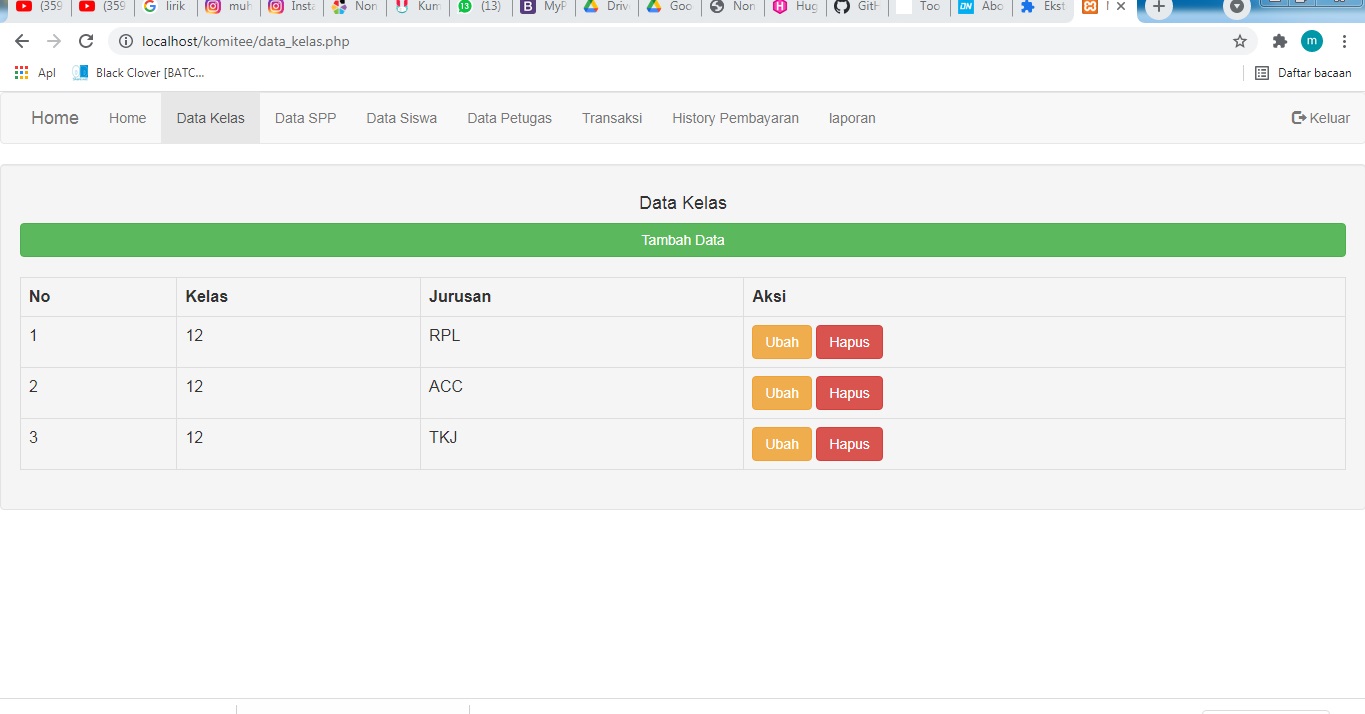 (359 (359 lirik muh Insta Non Kum (13) MyP Driv Goo Non Hug GitH Too Abo Ekst
localhost/komitee/data_kelas.php
Apl Black Clover [BATC... Daftar bacaan
Home Home Data Kelas Data SPP Data Siswa Data Petugas Transaksi History Pembayaran laporan Keluar
Data Kelas
Tambah Data
No Kelas Jurusan Aksi
1 12 RPL Ubah Hapus
2 12 ACC Ubah Hapus
3 12 TKJ Ubah Hapus